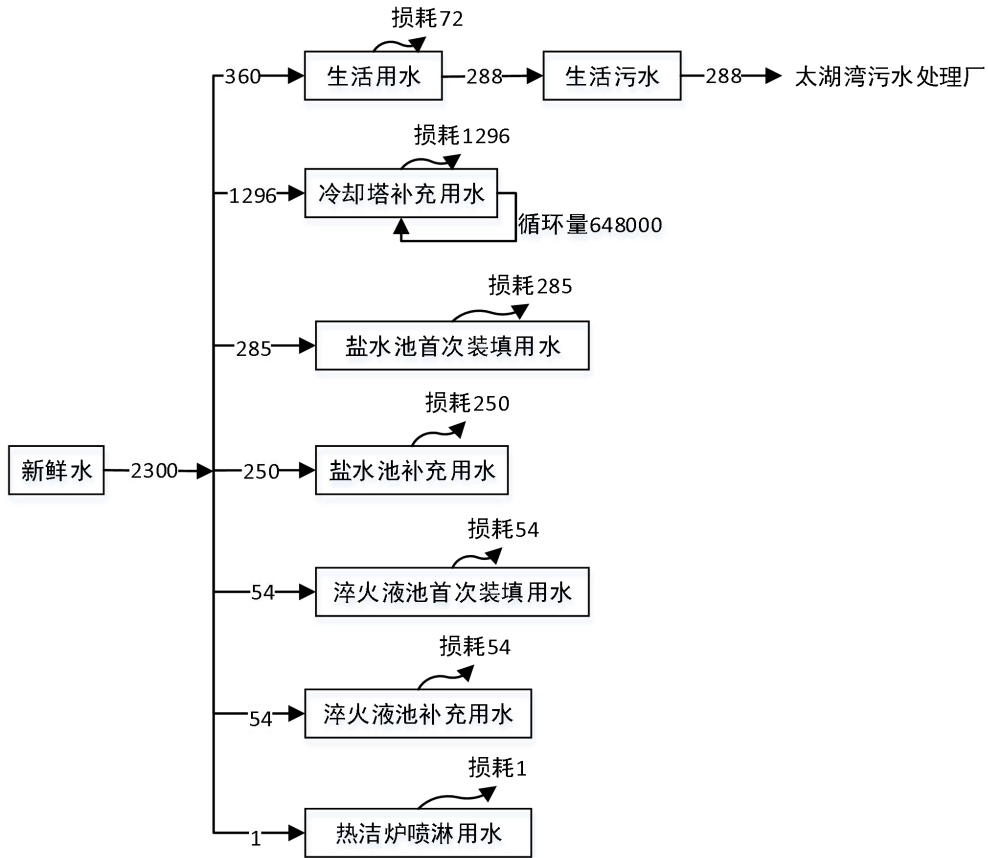 损耗72
360
生活用水
288
生活污水
288
太湖湾污水处理厂
损耗1296
1296
冷却塔补充用水
循环量648000
损耗285
285
盐水池首次装填用水
损耗250
新鲜水
2300
250
盐水池补充用水
损耗54
54
淬火液池首次装填用水
损耗54
54
淬火液池补充用水
损耗1
1
热洁炉喷淋用水